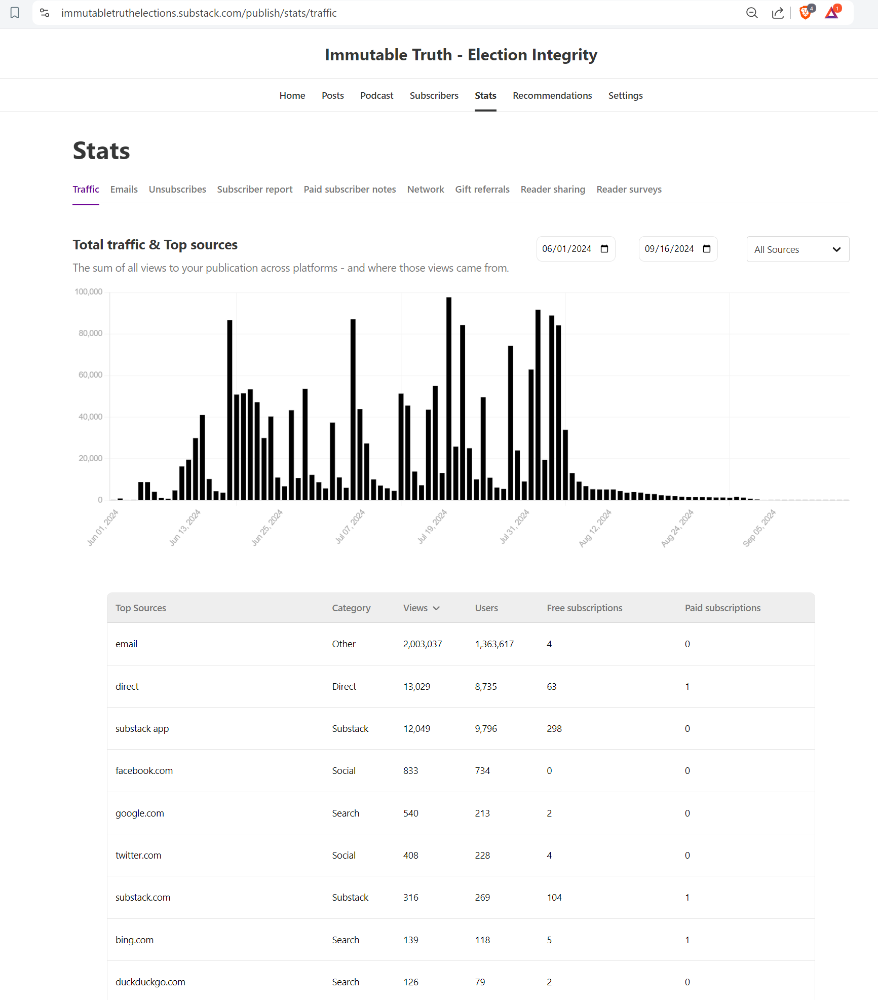 immutabletruthelections.substack.com/publish/stats/traffic
4
1
Immutable Truth - Election Integrity
Home Posts Podcast Subscribers Stats Recommendations Settings
Stats
Traffic Emails Unsubscribes Subscriber report Paid subscriber notes Network Gift referrals Reader sharing Reader surveys
Total traffic & Top sources
06/01/2024 09/16/2024 All Sources
The sum of all views to your publication across platforms - and where those views came from.
100,000
80,000
60,000
40,000
20,000
0
Jun 01, 2024 Jun 13, 2024 Jun 25, 2024 Jul 07, 2024 Jul 19, 2024 Jul 31, 2024 Aug 12, 2024 Aug 24, 2024 Sep 05, 2024
Top Sources Category Views Users Free subscriptions Paid subscriptions
email Other 2,003,037 1,363,617 4 0
direct Direct 13,029 8,735 63 1
substack app Substack 12,049 9,796 298 0
facebook.com Social 833 734 0 0
google.com Search 540 213 2 0
twitter.com Social 408 228 4 0
substack.com Substack 316 269 104 1
bing.com Search 139 118 5 1
duckduckgo.com Search 126 79 2 0